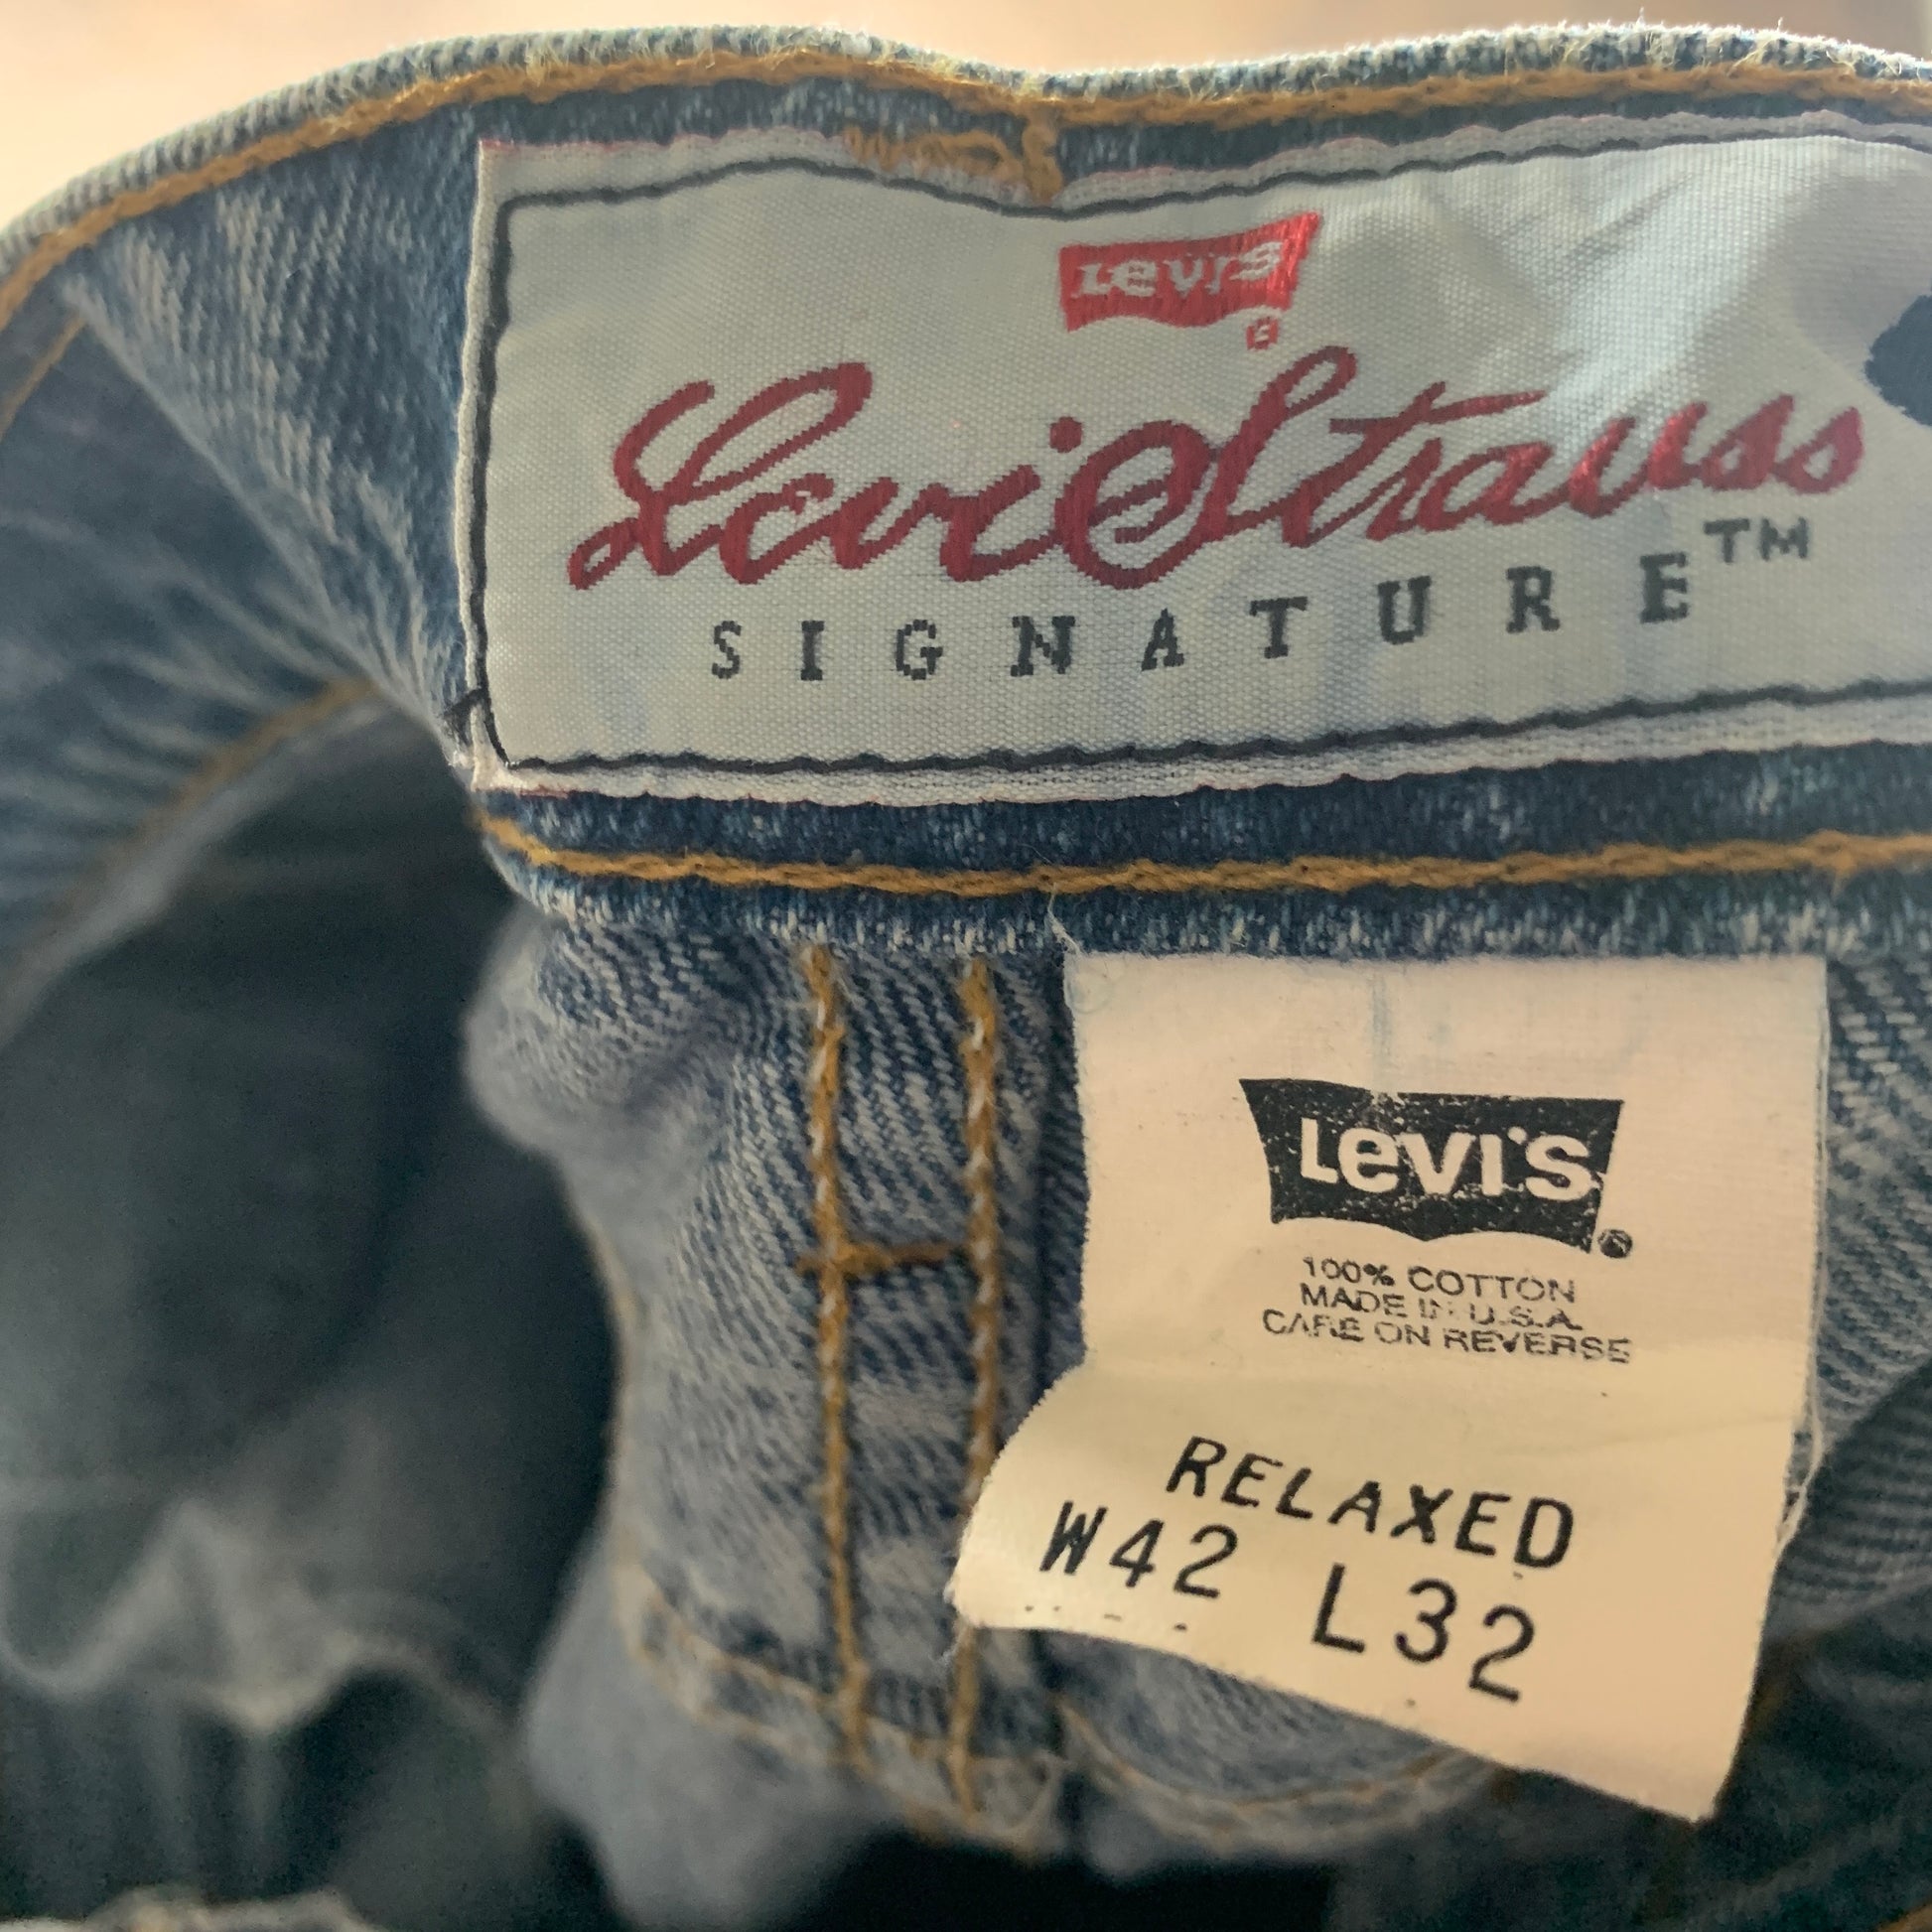 LEVI'S
®
Levi Strauss
SIGNATURE™
LEVI'S®
100% COTTON
MADE IN U.S.A.
CARE ON REVERSE
RELAXED
W42 L32